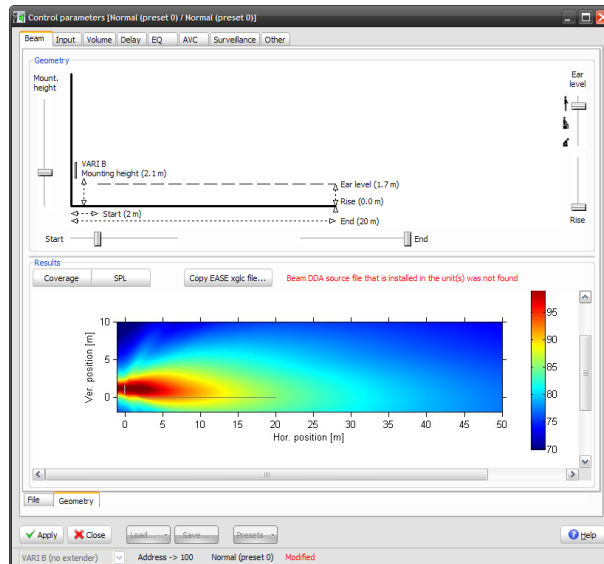 Control parameters [Normal (preset 0) / Normal (preset 0)]
Beam Input Volume Delay EQ AVC Surveillance Other
Geometry
Mount. height
Ear level
VARI B
Mounting height (2.1 m)
Ear level (1.7 m)
Rise (0.0 m)
Start (2 m)
End (20 m)
Rise
Start
End
Results
Coverage SPL Copy EASE xglc file... Beam DDA source file that is installed in the unit(s) was not found
Ver. position [m]
10
5
0
0 5 10 15 20 25 30 35 40 45 50
Hor. position [m]
95
90
85
80
75
70
File Geometry
Apply Close Load... Save... Presets Help
VARI B (no extender) Address -> 100 Normal (preset 0) Modified